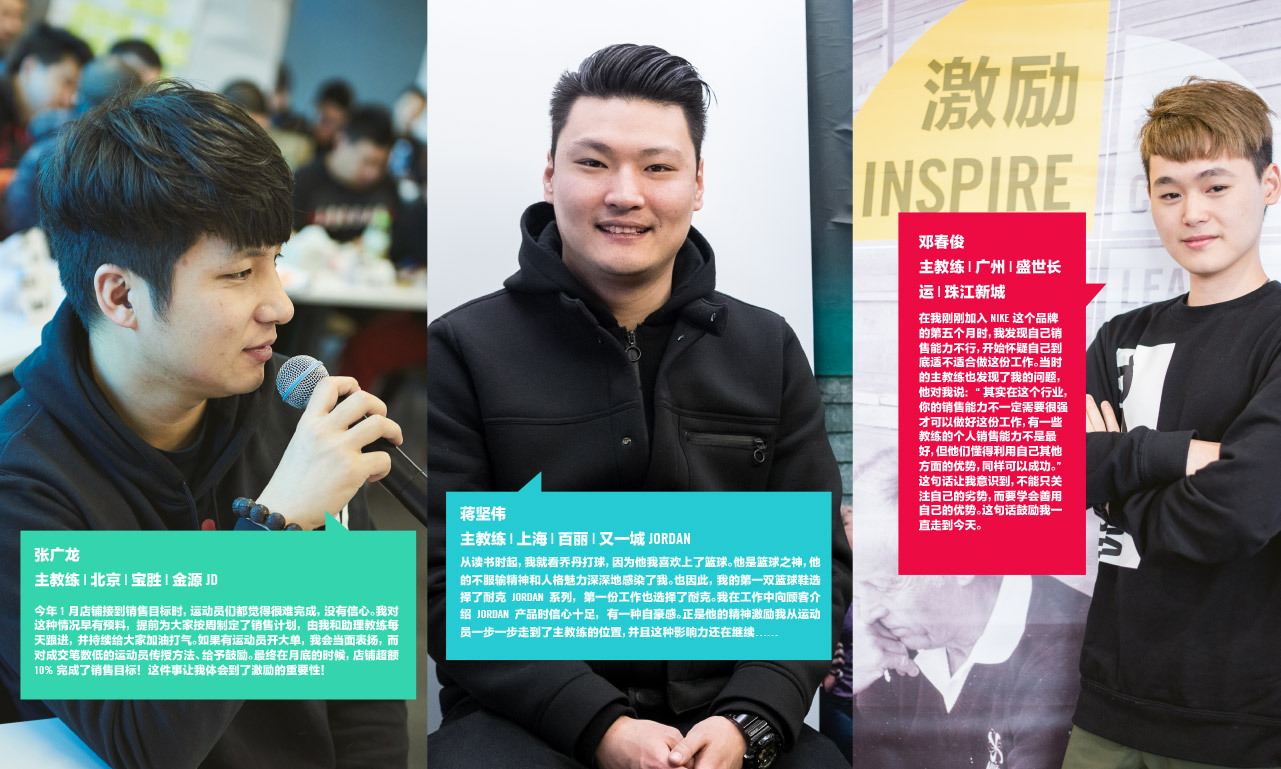 张广龙
主教练 | 北京 | 宝胜 | 金源 JD
今年 1 月店铺接到销售目标时，运动员们都觉得很难完成，没有信心。我对
这种情况早有预料，提前为大家按周制定了销售计划，由我和助理教练每
天跟进，并持续给大家加油打气。如果有运动员开大单，我会当面表扬，而
对成交笔数低的运动员传授方法、给予鼓励。最终在月底的时候，店铺超额
10% 完成了销售目标！这件事让我体会到了激励的重要性！
蒋坚伟
主教练 | 上海 | 百丽 | 又一城 JORDAN
从读书时起，我就看乔丹打球，因为他我喜欢上了篮球。他是篮球之神，他
的不服输精神和人格魅力深深地感染了我。也因此，我的第一双篮球鞋选
择了耐克 JORDAN 系列，第一份工作也选择了耐克。我在工作中向顾客介
绍 JORDAN 产品时信心十足，有一种自豪感。正是他的精神激励我从运动
员一步一步走到了主教练的位置，并且这种影响力还在继续……
激励
INSPIRE
LEA
邓春俊
主教练 | 广州 | 盛世长
运 | 珠江新城
在我刚刚加入 NIKE 这个品牌
的第五个月时，我发现自己销
售能力不行，开始怀疑自己到
底适不适合做这份工作。当时
的主教练也发现了我的问题，
他对我说：“其实在这个行业，
你的销售能力不一定需要很强
才可以做好这份工作，有一些
教练的个人销售能力不是最
好，但他们懂得利用自己其他
方面的优势，同样可以成功。”
这句话让我意识到，不能只关
注自己的劣势，而要学会善用
自己的优势。这句话鼓励我一
直走到今天。